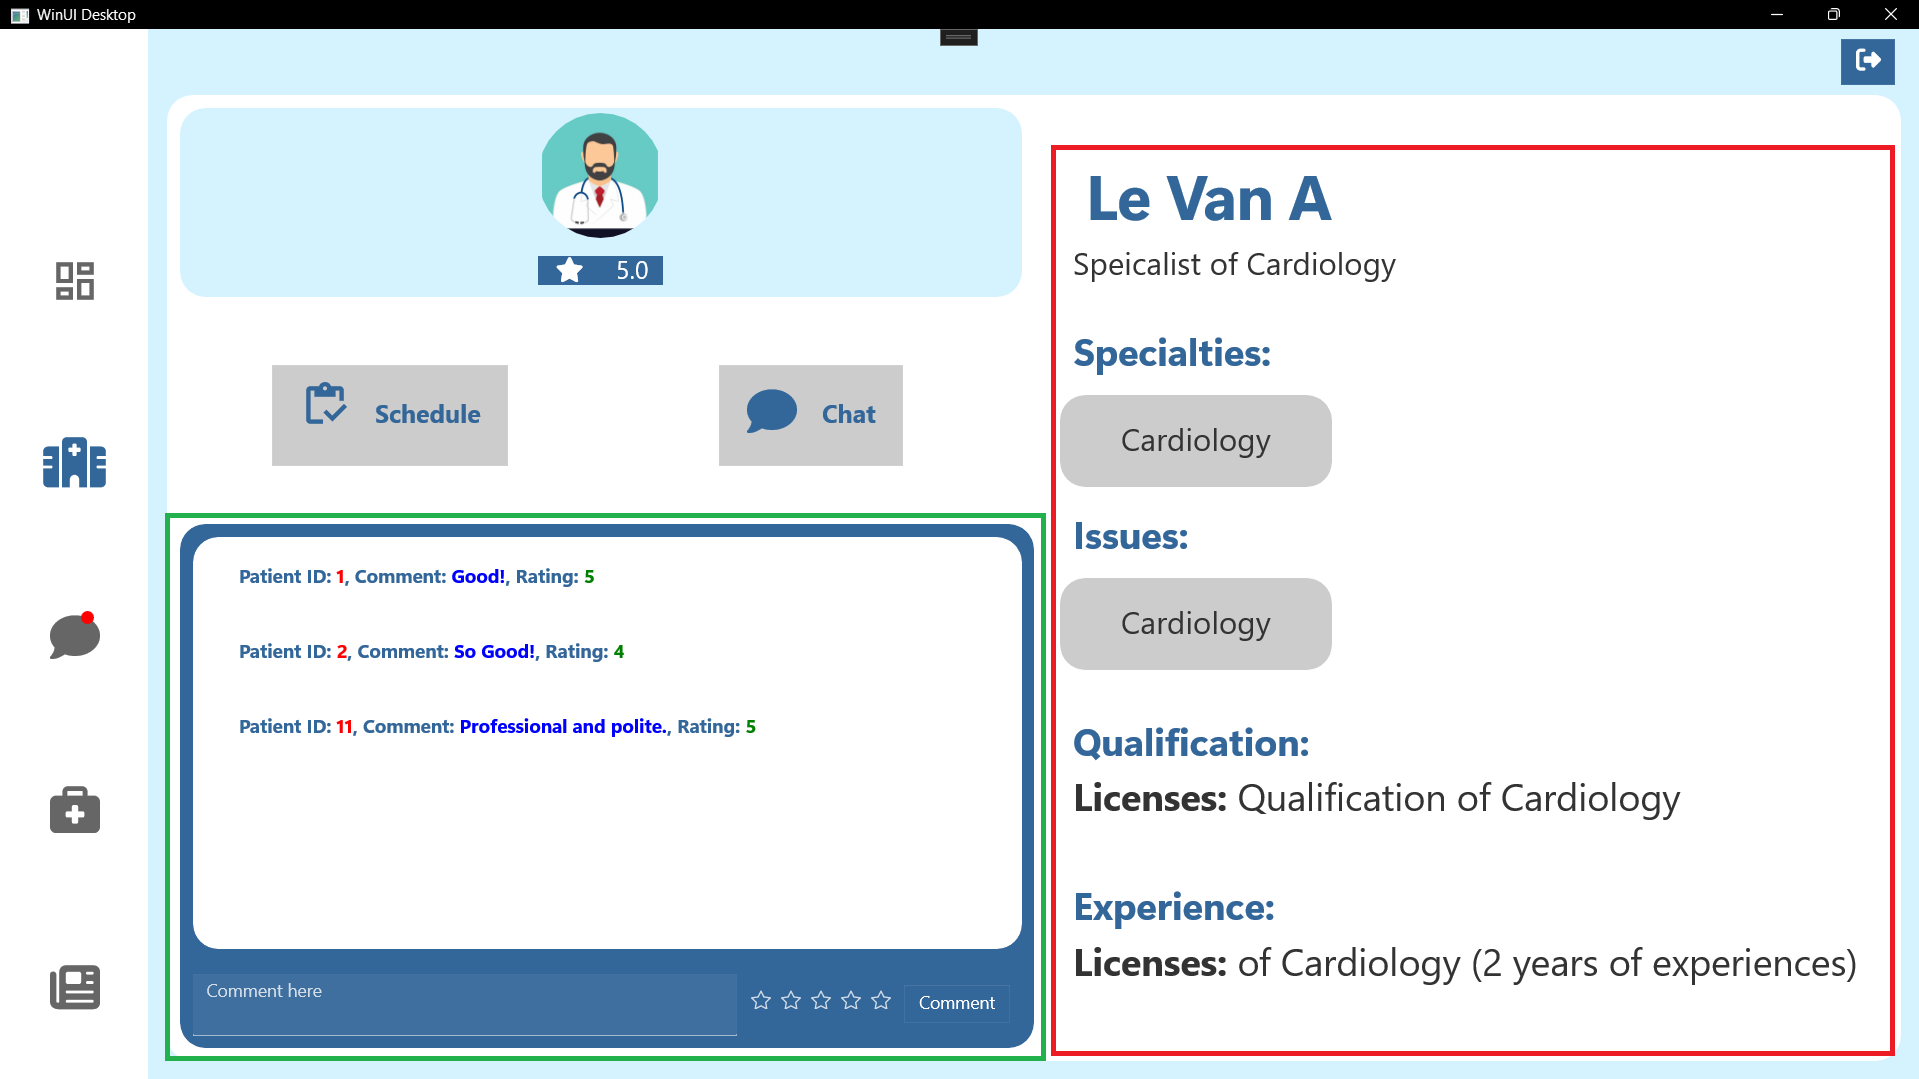 WinUI Desktop
5.0
Schedule
Chat
Patient ID: 1, Comment: Good!, Rating: 5
Patient ID: 2, Comment: So Good!, Rating: 4
Patient ID: 11, Comment: Professional and polite., Rating: 5
Comment here
Comment
Le Van A
Speicalist of Cardiology
Specialties:
Cardiology
Issues:
Cardiology
Qualification:
Licenses: Qualification of Cardiology
Experience:
Licenses: of Cardiology (2 years of experiences)